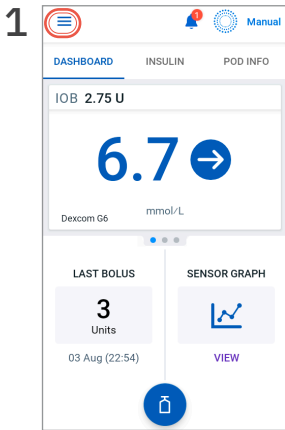 1
1
Manual
DASHBOARD INSULIN POD INFO
IOB 2.75 U
6.7
Dexcom G6 mmol/L
LAST BOLUS SENSOR GRAPH
3
Units
03 Aug (22:54) VIEW